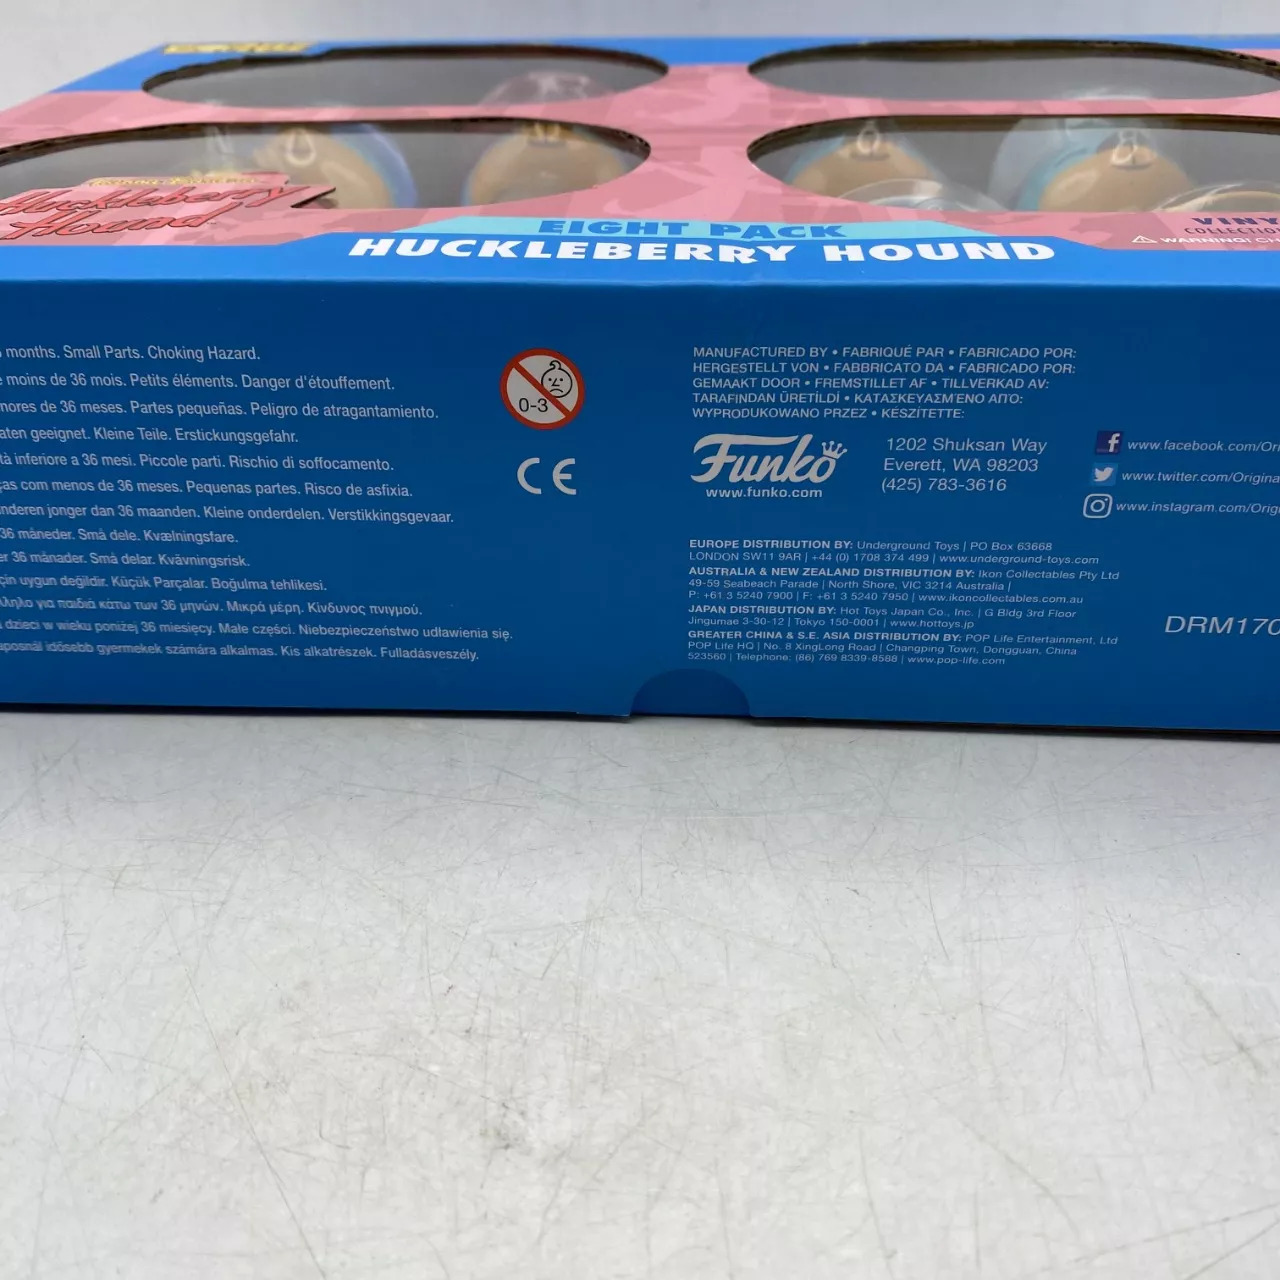 Huckleberry
Hound
EIGHT PACK
HUCKLEBERRY HOUND
VINY
COLLECTIO
WARNING! CH
months. Small Parts. Choking Hazard.
moins de 36 mois. Petits éléments. Danger d'étouffement.
nores de 36 meses. Partes pequeñas. Peligro de atragantamiento.
aten geeignet. Kleine Teile. Erstickungsgefahr.
tà inferiore a 36 mesi. Piccole parti. Rischio di soffocamento.
ças com menos de 36 meses. Pequenas partes. Risco de asfixia.
nderen jonger dan 36 maanden. Kleine onderdelen. Verstikkingsgevaar.
36 måneder. Små dele. Kvælningsfare.
er 36 månader. Små delar. Kvävningsrisk.
çin uygun değildir. Küçük Parçalar. Boğulma tehlikesi.
λληλο για παιδιά κάτω των 36 μηνών. Μικρά μέρη. Κίνδυνος πνιγμού.
dzieci w wieku poniżej 36 miesięcy. Małe części. Niebezpieczeństwo udławienia się.
aposnál idősebb gyermekek számára alkalmas. Kis alkatrészek. Fulladásveszély.
0-3
CE
MANUFACTURED BY • FABRIQUÉ PAR • FABRICADO POR:
HERGESTELLT VON • FABBRICATO DA • FABRICADO POR:
GEMAAKT DOOR • FREMSTILLET AF • TILLVERKAD AV:
TARAFINDAN ÜRETİLDİ • ΚΑΤΑΣΚΕΥΑΣΜΈΝΟ ΑΠΌ:
WYPRODUKOWANO PRZEZ • KÉSZÍTETTE:
Funko
www.funko.com
1202 Shuksan Way
Everett, WA 98203
(425) 783-3616
www.facebook.com/Ori
www.twitter.com/Origina
www.instagram.com/Orig
EUROPE DISTRIBUTION BY: Underground Toys | PO Box 63668
LONDON SW11 9AR | +44 (0) 1708 374 499 | www.underground-toys.com
AUSTRALIA & NEW ZEALAND DISTRIBUTION BY: Ikon Collectables Pty Ltd
49-59 Seabeach Parade | North Shore, VIC 3214 Australia |
P: +61 3 5240 7900 | F: +61 3 5240 7950 | www.ikoncollectables.com.au
JAPAN DISTRIBUTION BY: Hot Toys Japan Co., Inc. | G Bldg 3rd Floor
Jingumae 3-30-12 | Tokyo 150-0001 | www.hottoys.jp
GREATER CHINA & S.E. ASIA DISTRIBUTION BY: POP Life Entertainment, Ltd
POP Life HQ | No. 8 XingLong Road | Changping Town, Dongguan, China
523560 | Telephone: (86) 769 8339-8588 | www.pop-life.com
DRM170